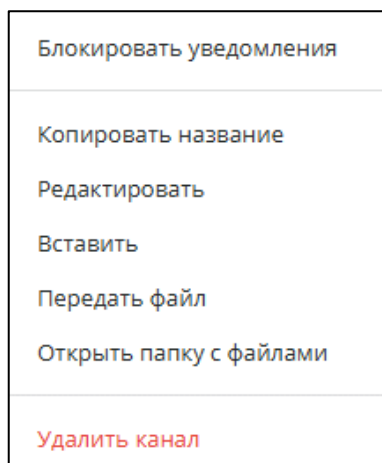 Блокировать уведомления
Копировать название
Редактировать
Вставить
Передать файл
Открыть папку с файлами
Удалить канал